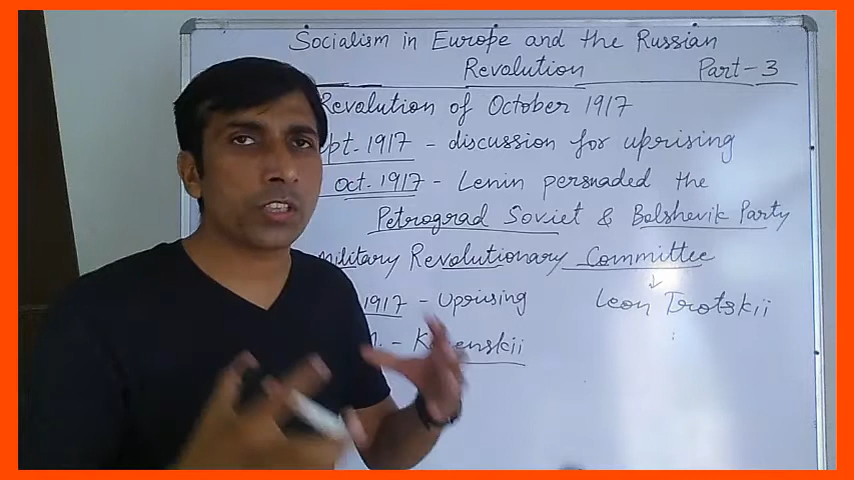 Socialism in Europe and the Russian
Revolution Part-3
Revolution of October 1917
pt. 1917 - discussion for uprising
oct. 1917 - Lenin persuaded the
Petrograd Soviet & Bolshevik Party
Military Revolutionary Committee
1917 - Uprising Leon Trotskii